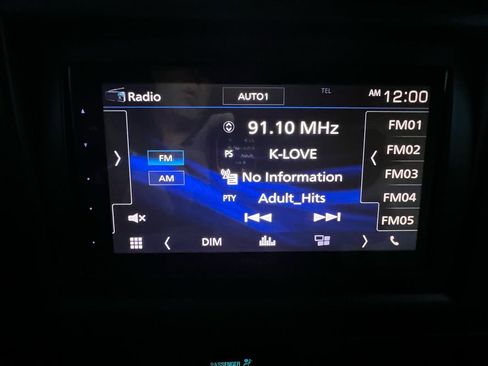 Radio AUTO1 TEL AM 12:00
91.10 MHz
PS K-LOVE
No Information
PTY Adult_Hits
FM
AM
FM01
FM02
FM03
FM04
FM05
DIM
PASSENGER